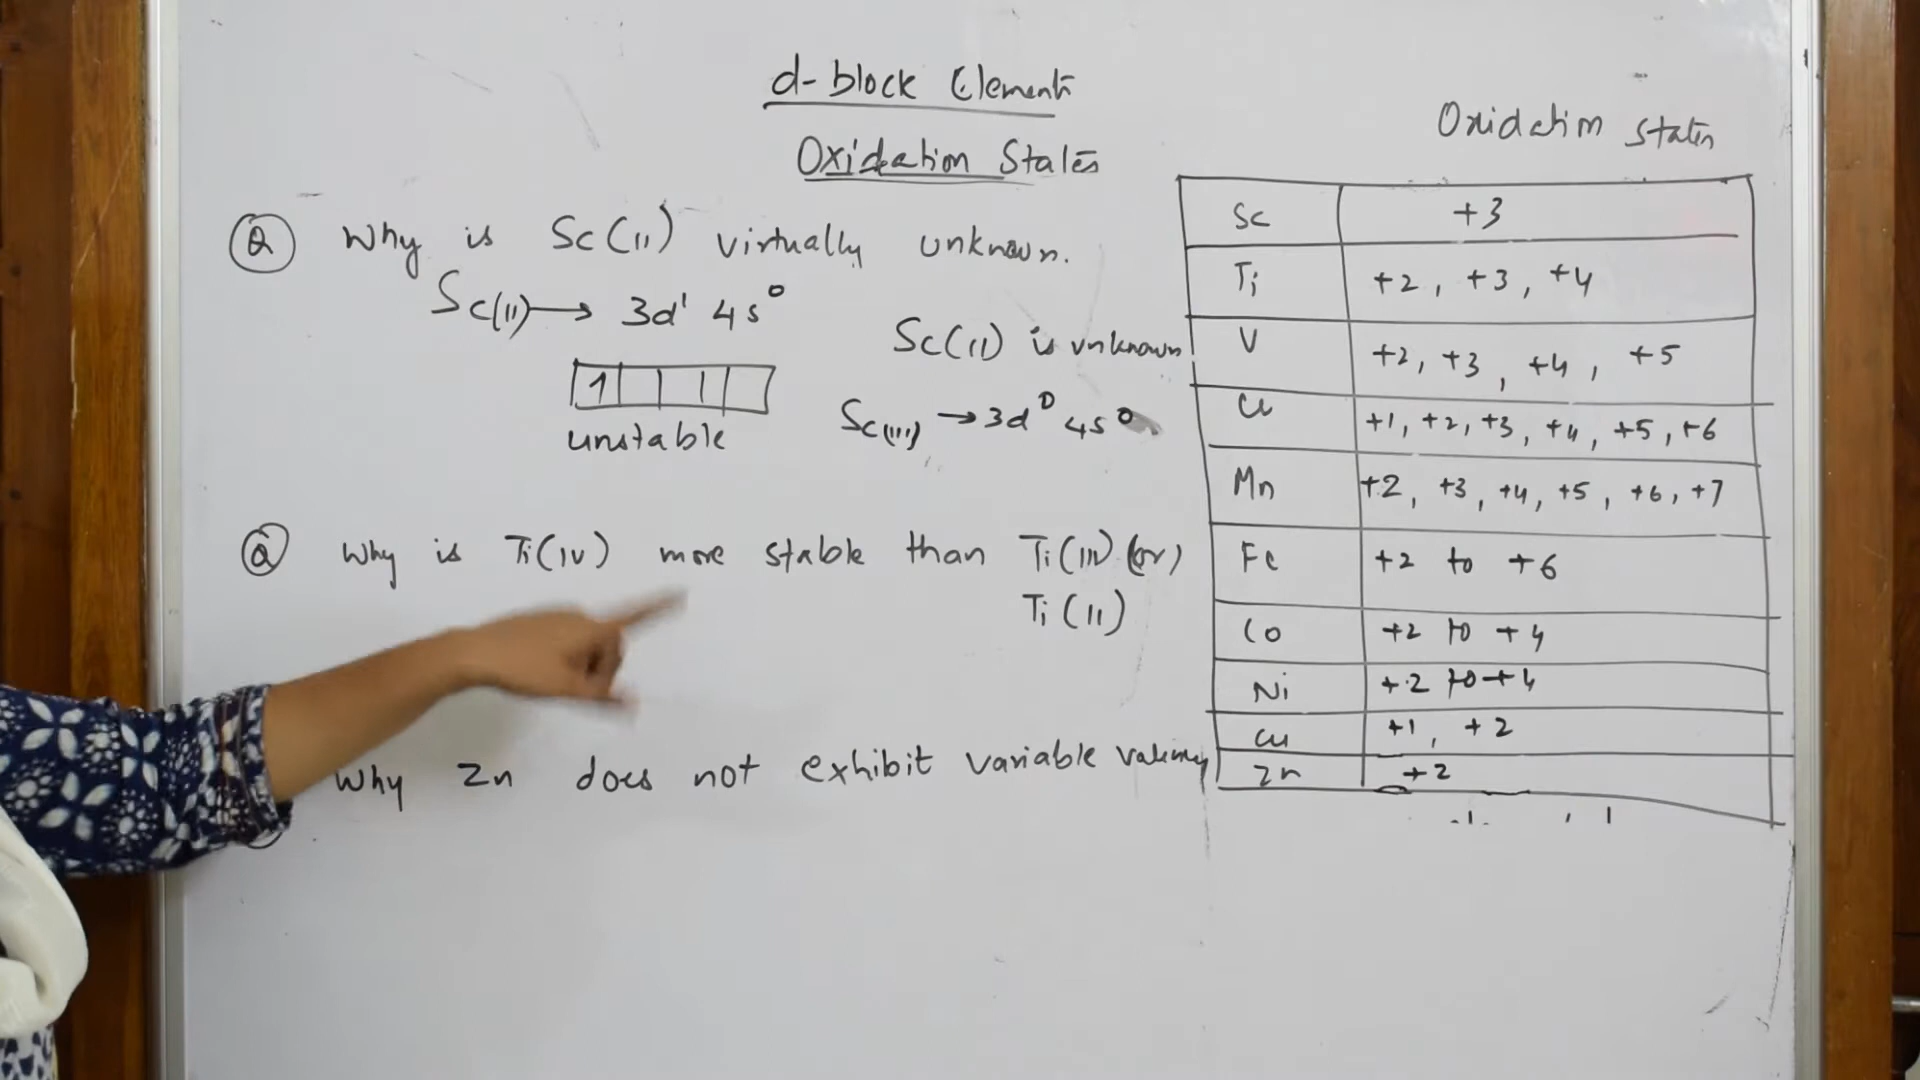 d-block Element
Oxidation States
Q Why is Sc(II) virtually unknown.
Sc(II) → 3d¹ 4s⁰
1
unstable
Sc(II) is unknown
Sc(III) → 3d⁰ 4s⁰
Q Why is Ti(IV) more stable than Ti(III) (or)
Ti(II)
Why Zn does not exhibit variable valency
Oxidation States
Sc +3
Ti +2, +3, +4
V +2, +3, +4, +5
Cr +1, +2, +3, +4, +5, +6
Mn +2, +3, +4, +5, +6, +7
Fe +2 to +6
Co +2 to +4
Ni +2 to +4
Cu +1, +2
Zn +2